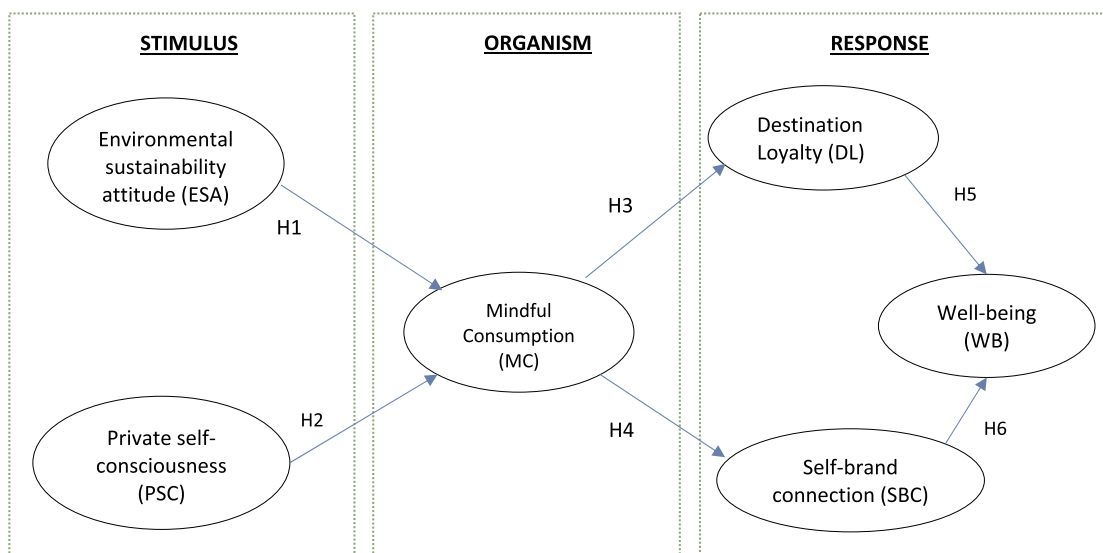 STIMULUS
ORGANISM
RESPONSE
Environmental
sustainability
attitude (ESA)
Destination
Loyalty (DL)
H1
H3
H5
Mindful
Consumption
(MC)
Well-being
(WB)
H2
H4
H6
Private self-
consciousness
(PSC)
Self-brand
connection (SBC)